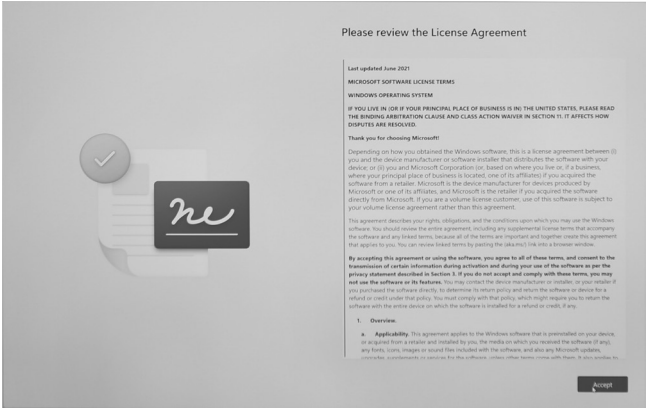 Please review the License Agreement
Last updated June 2021
MICROSOFT SOFTWARE LICENSE TERMS
WINDOWS OPERATING SYSTEM
IF YOU LIVE IN (OR IF YOUR PRINCIPAL PLACE OF BUSINESS IS IN) THE UNITED STATES, PLEASE READ
THE BINDING ARBITRATION CLAUSE AND CLASS ACTION WAIVER IN SECTION 11. IT AFFECTS HOW
DISPUTES ARE RESOLVED.
Thank you for choosing Microsoft!
Depending on how you obtained the Windows software, this is a license agreement between (i)
you and the device manufacturer or software installer that distributes the software with your
device; or (ii) you and Microsoft Corporation (or, based on where you live or, if a business,
where your principal place of business is located, one of its affiliates) if you acquired the
software from a retailer. Microsoft is the device manufacturer for devices produced by
Microsoft or one of its affiliates, and Microsoft is the retailer if you acquired the software
directly from Microsoft. If you are a volume license customer, use of this software is subject to
your volume license agreement rather than this agreement.
This agreement describes your rights, obligations, and the conditions upon which you may use the Windows
software. You should review the entire agreement, including any supplemental license terms that accompany
the software and any linked terms, because all of the terms are important and together create this agreement
that applies to you. You can review linked terms by pasting the (aka.ms/) link into a browser window.
By accepting this agreement or using the software, you agree to all of these terms, and consent to the
transmission of certain information during activation and during your use of the software as per the
privacy statement described in Section 3. If you do not accept and comply with these terms, you may
not use the software or its features. You may contact the device manufacturer or installer, or your retailer if
you purchased the software directly, to determine its return policy and return the software or device for a
refund or credit under that policy. You must comply with that policy, which might require you to return the
software with the entire device on which the software is installed for a refund or credit, if any.
1. Overview.
a. Applicability. This agreement applies to the Windows software that is preinstalled on your device,
or acquired from a retailer and installed by you, the media on which you received the software (if any),
any fonts, icons, images or sound files included with the software, and also any Microsoft updates,
upgrades, supplements or services for the software, unless other terms come with them. It also applies to
Accept